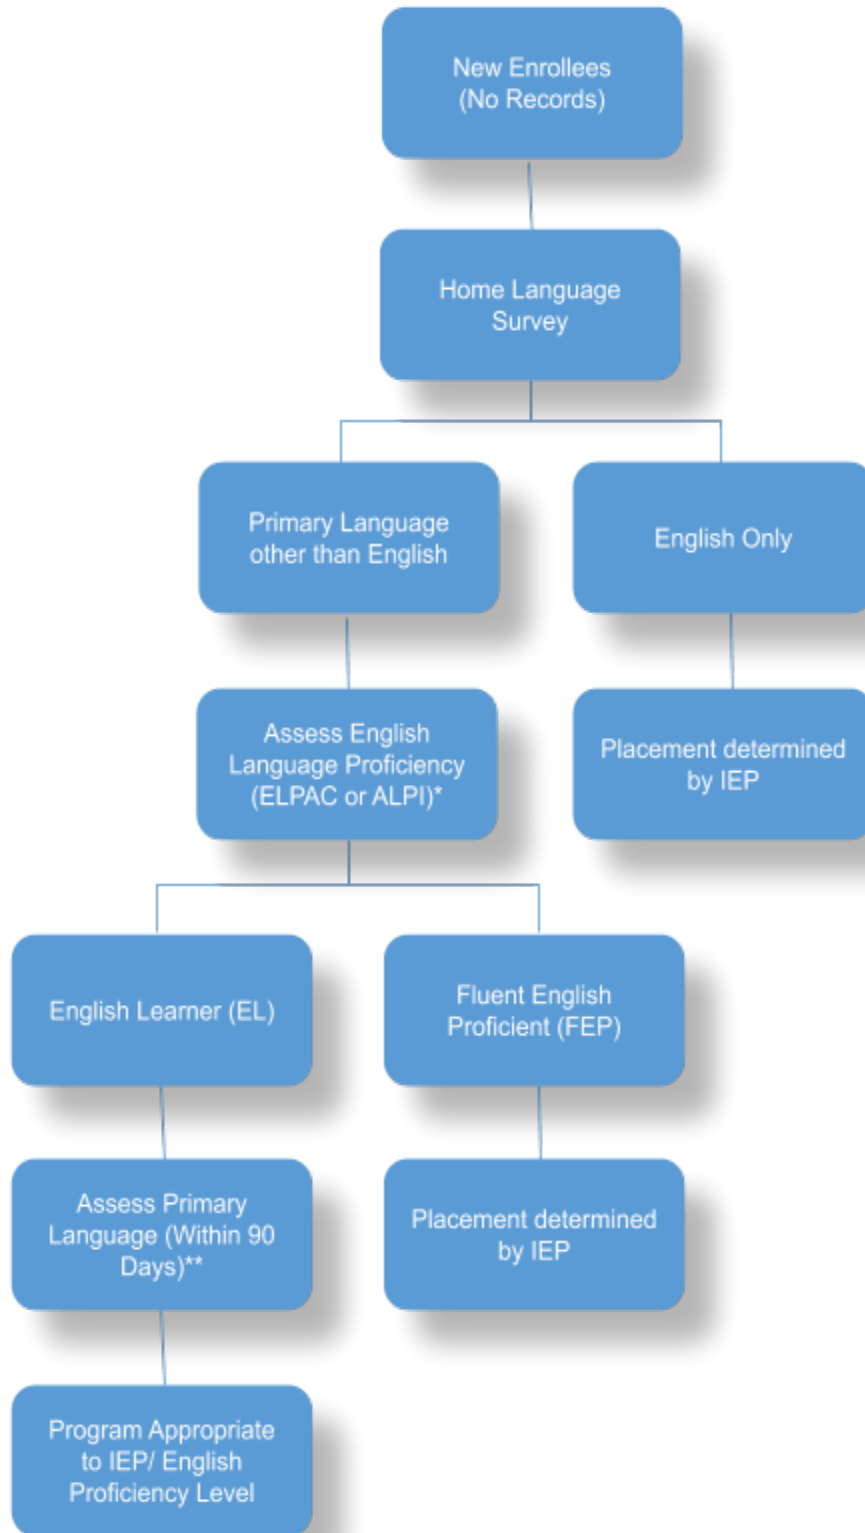 New Enrollees
(No Records)
Home Language
Survey
Primary Language
other than English
English Only
Assess English
Language Proficiency
(ELPAC or ALPI)*
Placement determined
by IEP
English Learner (EL)
Fluent English
Proficient (FEP)
Assess Primary
Language (Within 90
Days)**
Placement determined
by IEP
Program Appropriate
to IEP/ English
Proficiency Level